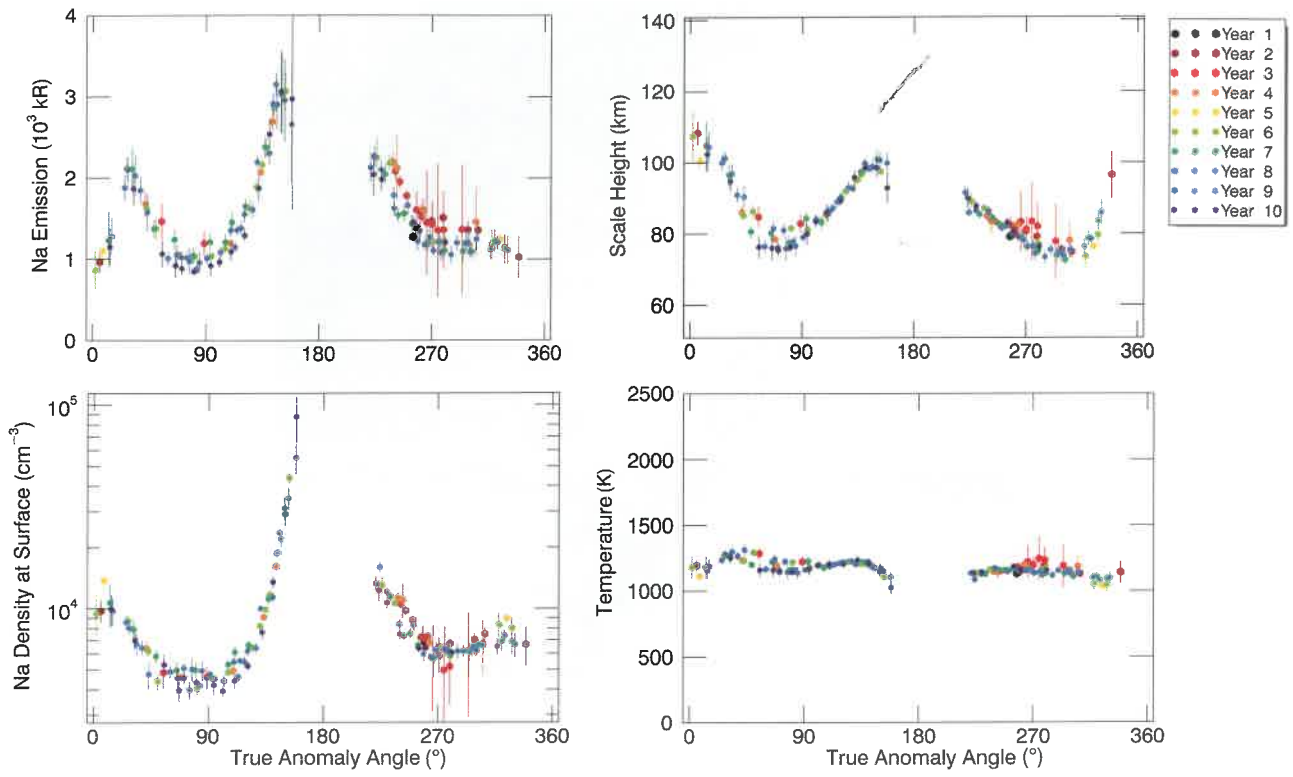 4
3
2
1
0
Na Emission (10³ kR)
0 90 180 270 360
140
120
100
80
60
Scale Height (km)
0 90 180 270 360
Year 1
Year 2
Year 3
Year 4
Year 5
Year 6
Year 7
Year 8
Year 9
Year 10
10⁵
10⁴
Na Density at Surface (cm⁻³)
0 90 180 270 360
True Anomaly Angle (°)
2500
2000
1500
1000
500
0
Temperature (K)
0 90 180 270 360
True Anomaly Angle (°)